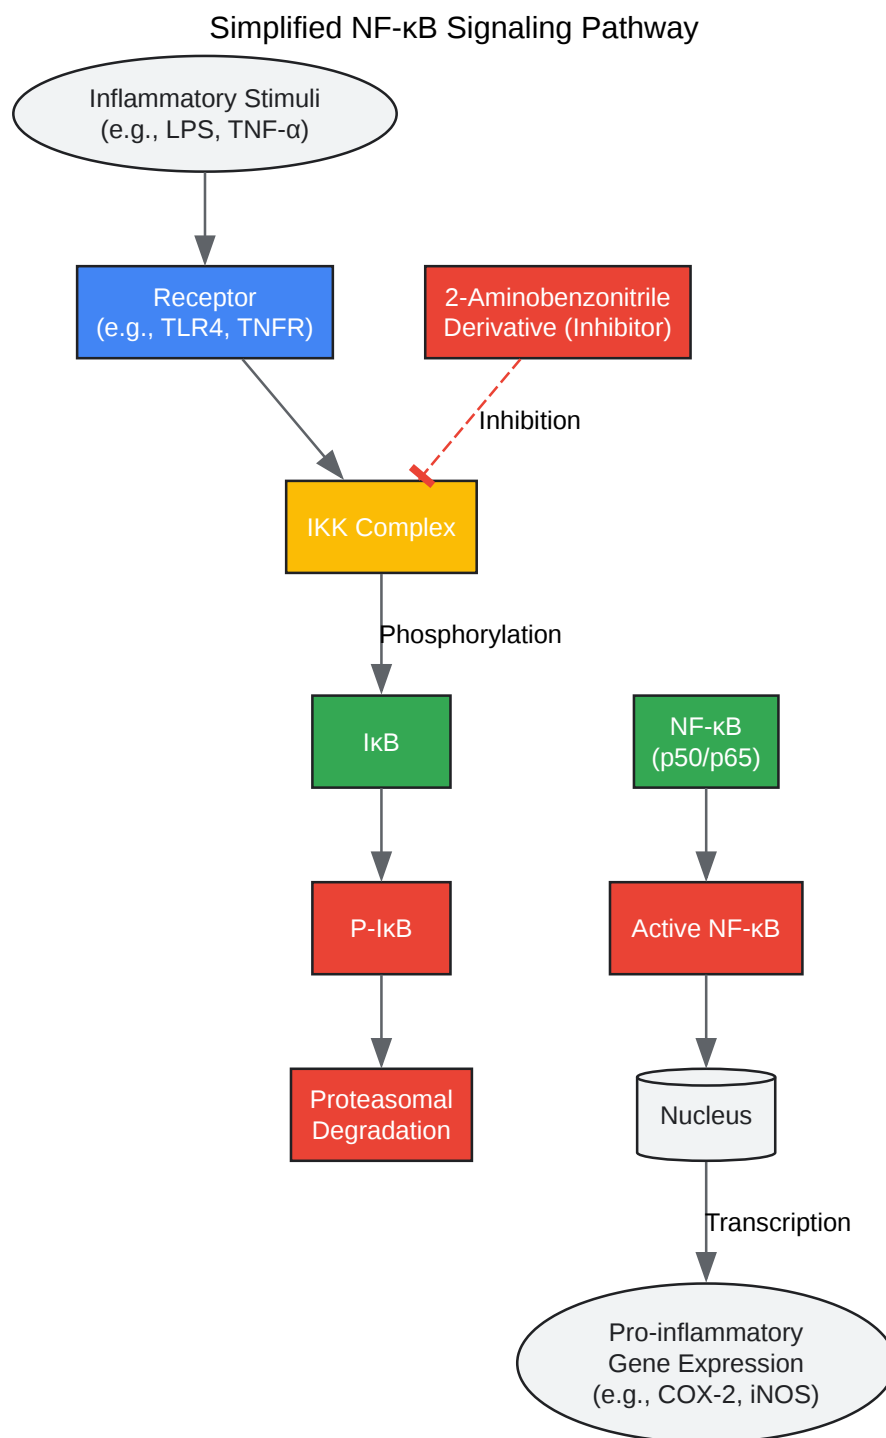 Simplified NF-κB Signaling Pathway
Inflammatory Stimuli
(e.g., LPS, TNF-α)
Receptor
(e.g., TLR4, TNFR)
2-Aminobenzonitrile
Derivative (Inhibitor)
Inhibition
IKK Complex
Phosphorylation
IκB
NF-κB
(p50/p65)
P-IκB
Active NF-κB
Proteasomal
Degradation
Nucleus
Transcription
Pro-inflammatory
Gene Expression
(e.g., COX-2, iNOS)